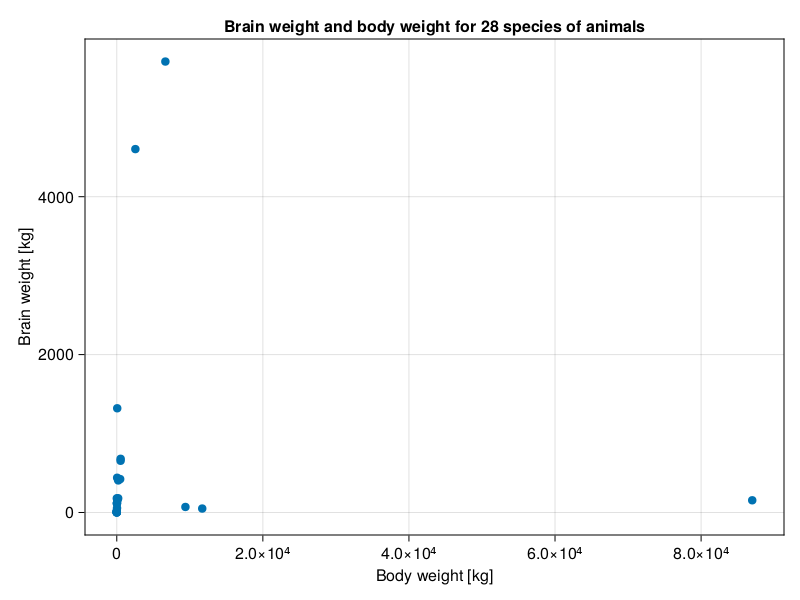 Brain weight and body weight for 28 species of animals
Brain weight [kg]
4000
2000
0
0
2.0×10⁴
4.0×10⁴
6.0×10⁴
8.0×10⁴
Body weight [kg]